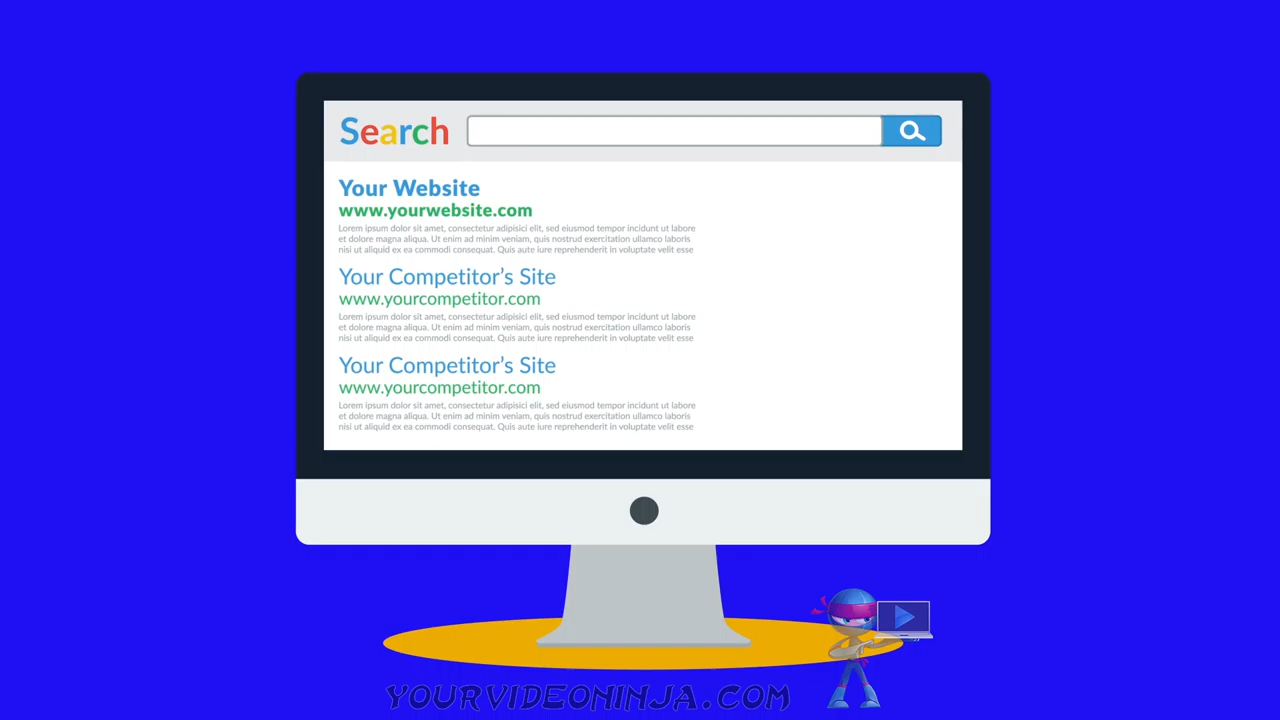 Search
Your Website
www.yourwebsite.com
Lorem ipsum dolor sit amet, consectetur adipisici elit, sed eiusmod tempor incidunt ut labore
et dolore magna aliqua. Ut enim ad minim veniam, quis nostrud exercitation ullamco laboris
nisi ut aliquid ex ea commodi consequat. Quis aute iure reprehenderit in voluptate velit esse
Your Competitor's Site
www.yourcompetitor.com
Lorem ipsum dolor sit amet, consectetur adipisici elit, sed eiusmod tempor incidunt ut labore
et dolore magna aliqua. Ut enim ad minim veniam, quis nostrud exercitation ullamco laboris
nisi ut aliquid ex ea commodi consequat. Quis aute iure reprehenderit in voluptate velit esse
Your Competitor's Site
www.yourcompetitor.com
Lorem ipsum dolor sit amet, consectetur adipisici elit, sed eiusmod tempor incidunt ut labore
et dolore magna aliqua. Ut enim ad minim veniam, quis nostrud exercitation ullamco laboris
nisi ut aliquid ex ea commodi consequat. Quis aute iure reprehenderit in voluptate velit esse
YOURVIDEONINJA.COM